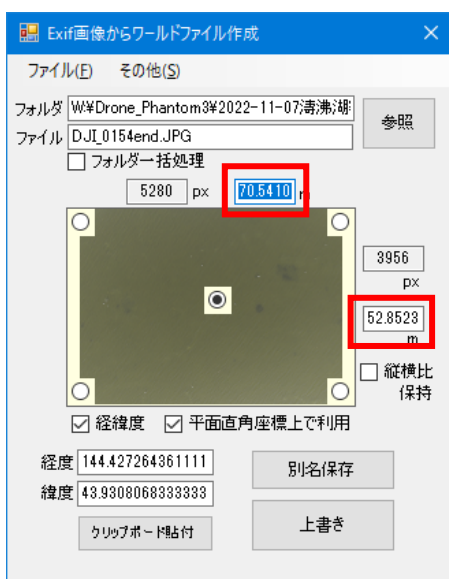 Exif画像からワールドファイル作成
ファイル(F) その他(S)
フォルダ W:¥Drone_Phantom3¥2022-11-07濤沸湖
参照
ファイル DJI_0154end.JPG
フォルダ一括処理
5280 px 70.5410
3956
px
52.8523
m
縦横比
保持
経緯度 平面直角座標上で利用
経度 144.427264361111
別名保存
緯度 43.9308068333333
クリップボード貼付
上書き